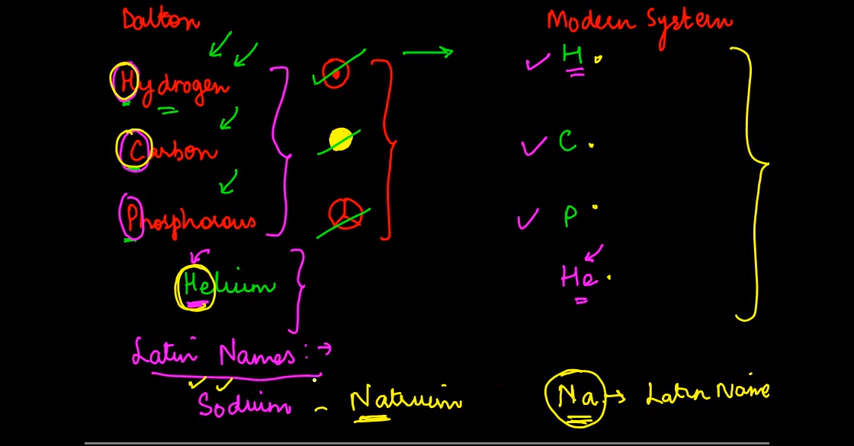 Dalton Modern System
Hydrogen H
Carbon C
Phosphorous P
Helium He
Latin Names :→
Sodium - Natrium Na → Latin Name